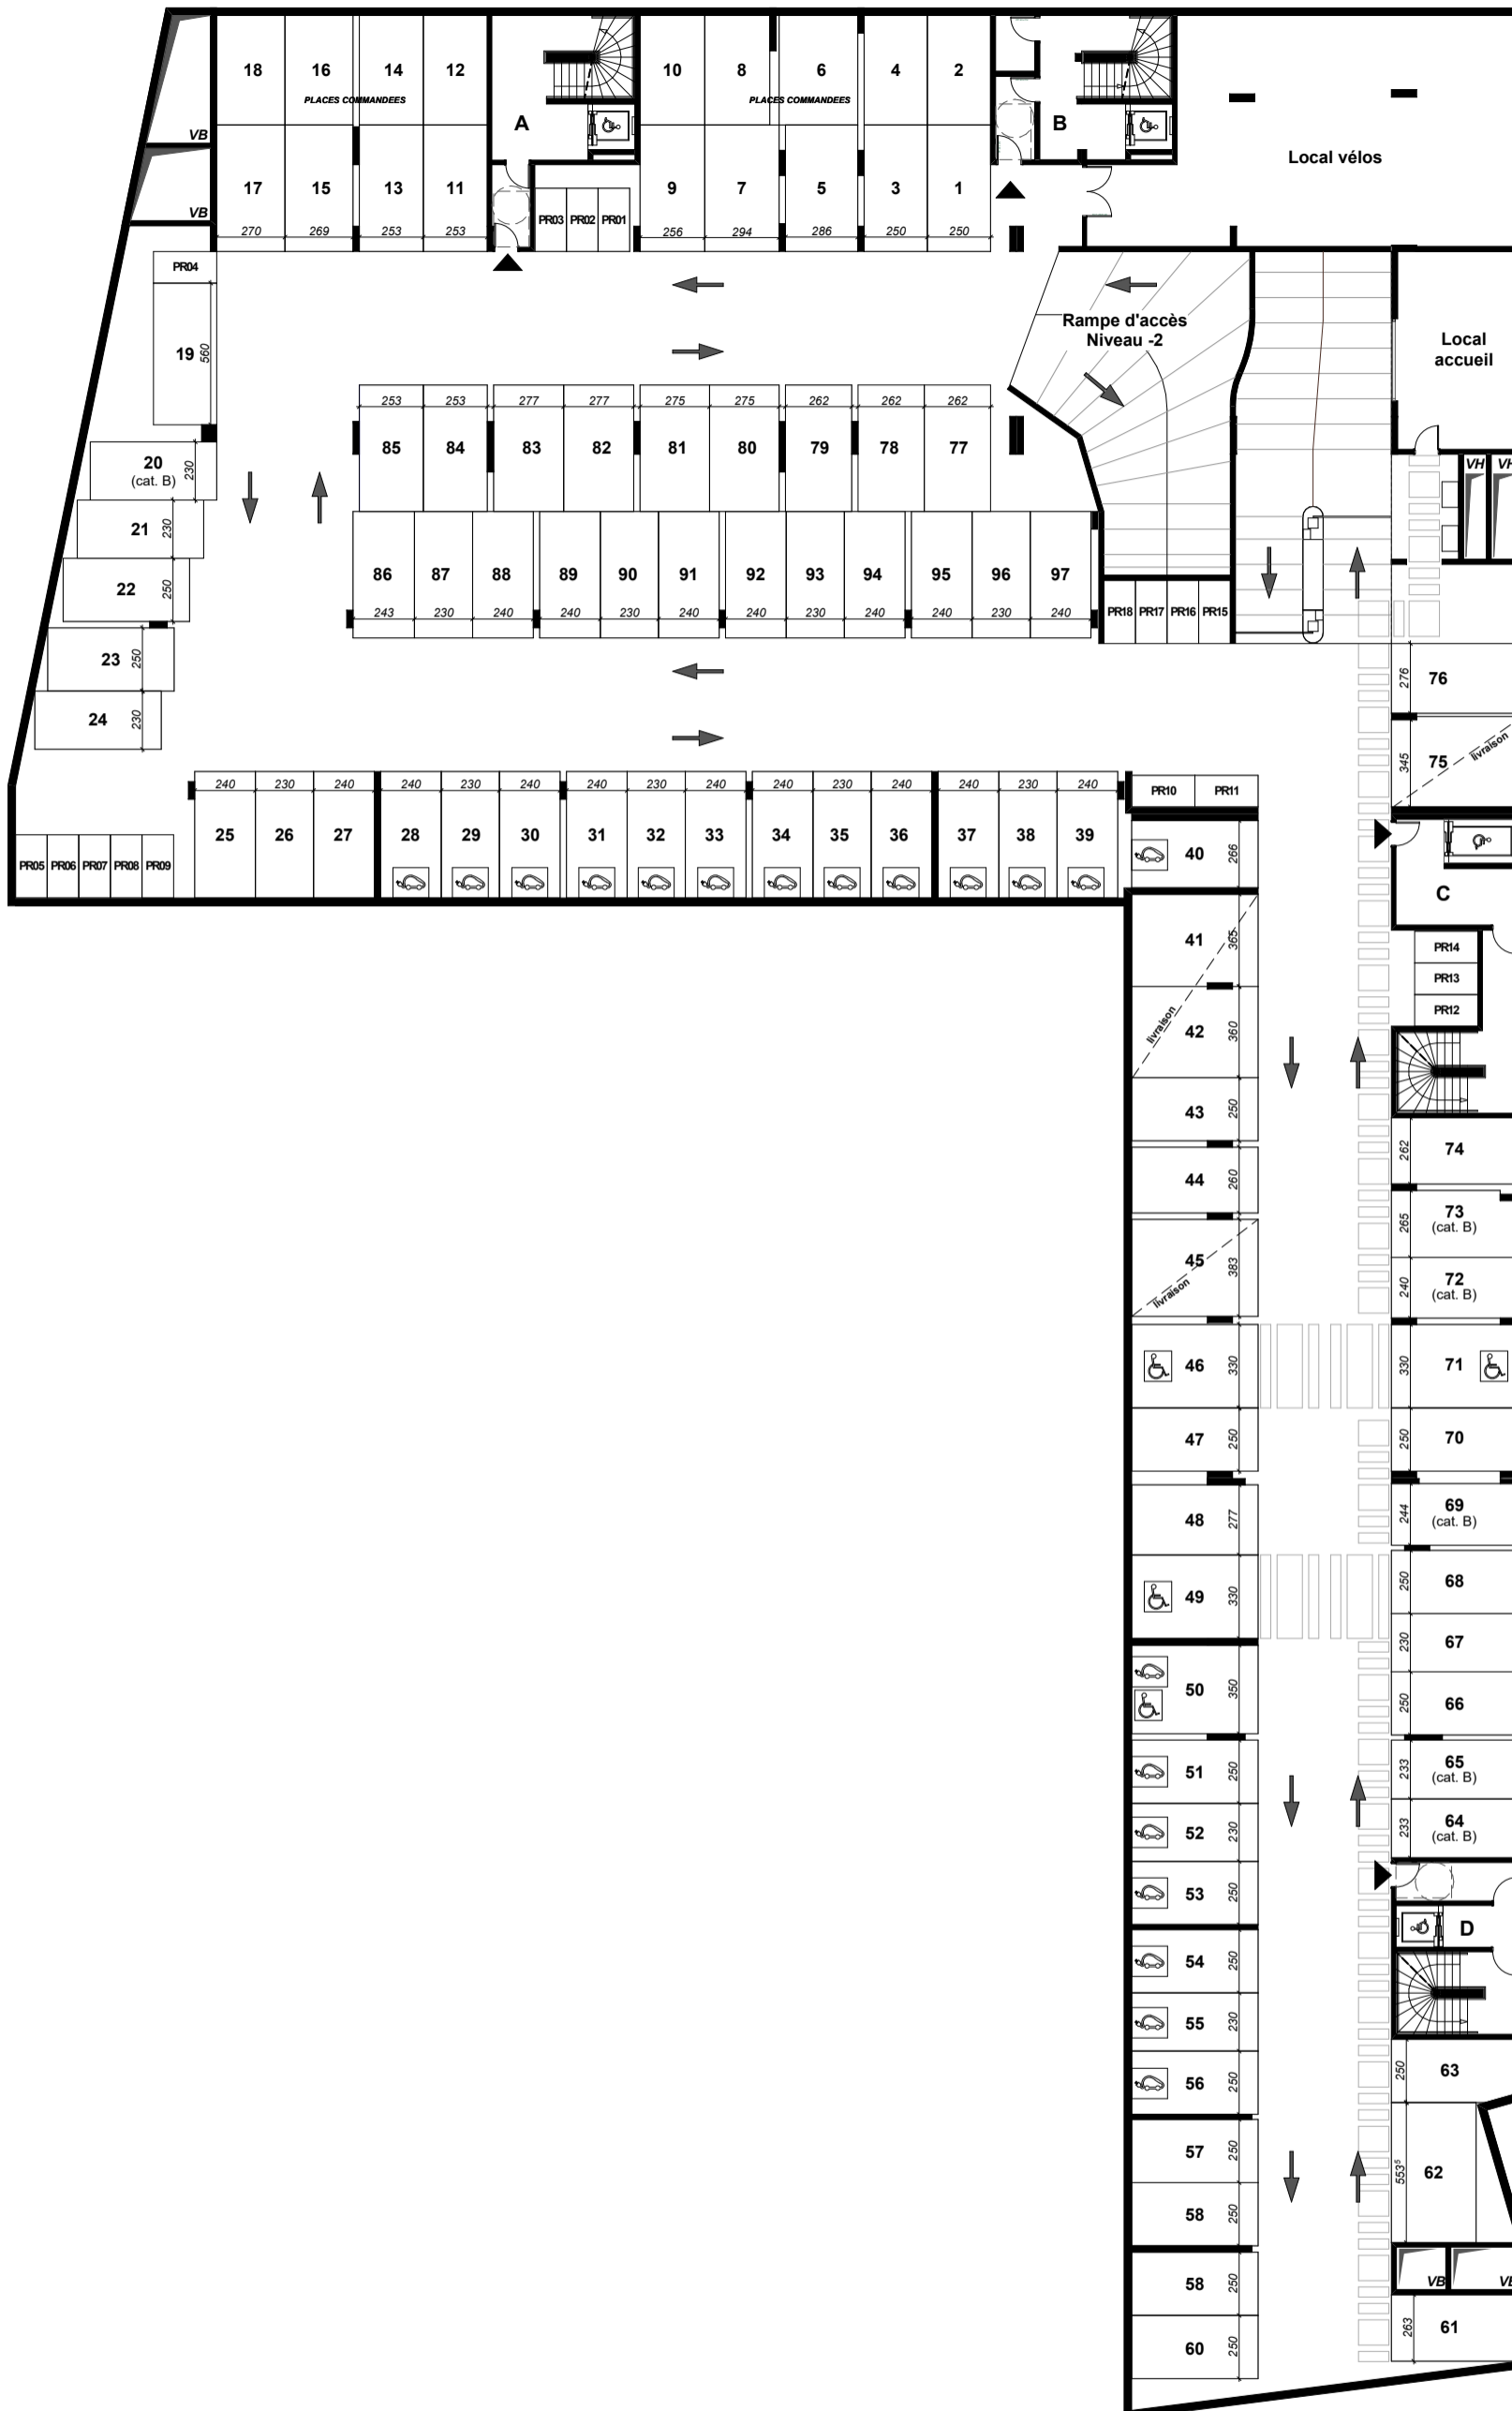 18 16 14 12
PLACES COMMANDEES
17 15 13 11
270 269 253 253
VB
VB
A
PR03 PR02 PR01
10 8 6 4 2
PLACES COMMANDEES
9 7 5 3 1
256 294 286 250 250
B
Local vélos
Rampe d'accès
Niveau -2
Local
accueil
VH VH
PR04
19 560
20 230
(cat. B)
21 230
22 250
23 250
24 230
253 253 277 277 275 275 262 262 262
85 84 83 82 81 80 79 78 77
86 87 88 89 90 91 92 93 94 95 96 97
243 230 240 240 230 240 240 230 240 240 230 240
PR18 PR17 PR16 PR15
276 76
345 75
livraison
240 230 240 240 230 240 240 230 240 240 230 240 240 230 240
25 26 27 28 29 30 31 32 33 34 35 36 37 38 39
PR05 PR06 PR07 PR08 PR09
PR10 PR11
40 266
41 365
livraison
42 360
43 250
44 260
45 383
livraison
46 330
47 250
48 277
49 330
50 350
51 250
52 230
53 250
54 250
55 230
56 250
57 250
58 250
58 250
60 250
C
PR14
PR13
PR12
262 74
265 73
(cat. B)
240 72
(cat. B)
330 71
250 70
244 69
(cat. B)
250 68
230 67
250 66
233 65
(cat. B)
233 64
(cat. B)
D
250 63
553⁵ 62
VB VB
263 61